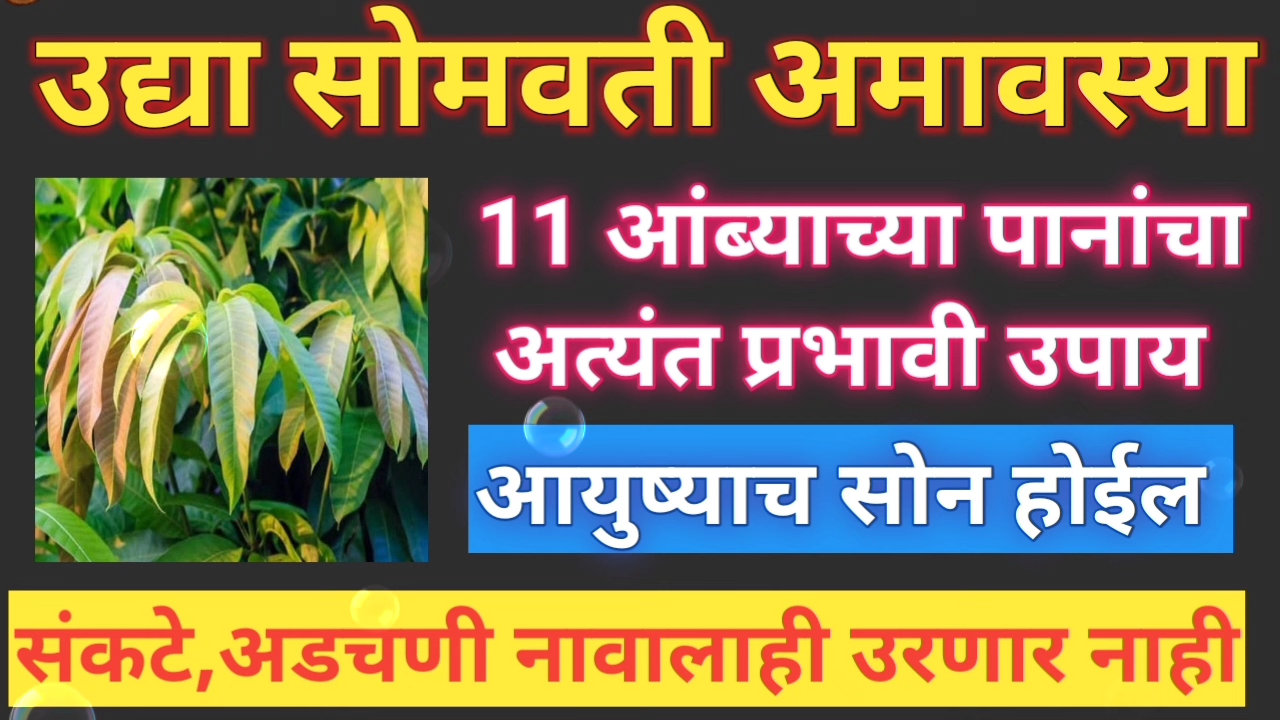 उद्या सोमवती अमावस्या
11 आंब्याच्या पानांचा
अत्यंत प्रभावी उपाय
आयुष्याच सोन होईल
संकटे,अडचणी नावालाही उरणार नाही